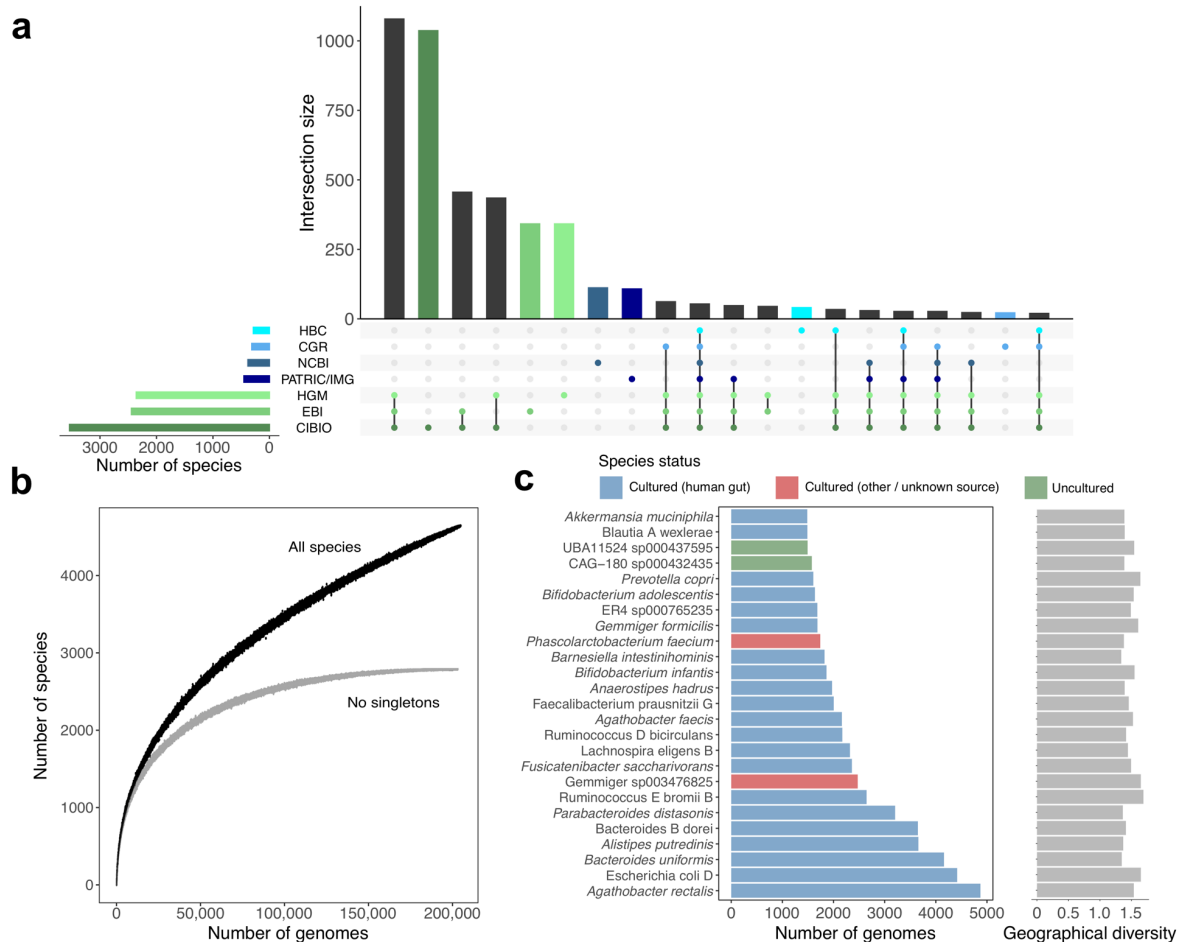 a
Intersection size
1000
750
500
250
0
HBC
CGR
NCBI
PATRIC/IMG
HGM
EBI
CIBIO
3000 2000 1000 0
Number of species
b
Number of species
4000
3000
2000
1000
0
All species
No singletons
0 50,000 100,000 150,000 200,000
Number of genomes
c
Species status
Cultured (human gut) Cultured (other / unknown source) Uncultured
Akkermansia muciniphila
Blautia A wexlerae
UBA11524 sp000437595
CAG−180 sp000432435
Prevotella copri
Bifidobacterium adolescentis
ER4 sp000765235
Gemmiger formicilis
Phascolarctobacterium faecium
Barnesiella intestinihominis
Bifidobacterium infantis
Anaerostipes hadrus
Faecalibacterium prausnitzii G
Agathobacter faecis
Ruminococcus D bicirculans
Lachnospira eligens B
Fusicatenibacter saccharivorans
Gemmiger sp003476825
Ruminococcus E bromii B
Parabacteroides distasonis
Bacteroides B dorei
Alistipes putredinis
Bacteroides uniformis
Escherichia coli D
Agathobacter rectalis
0 1000 2000 3000 4000 5000
Number of genomes
0 0.5 1.0 1.5
Geographical diversity